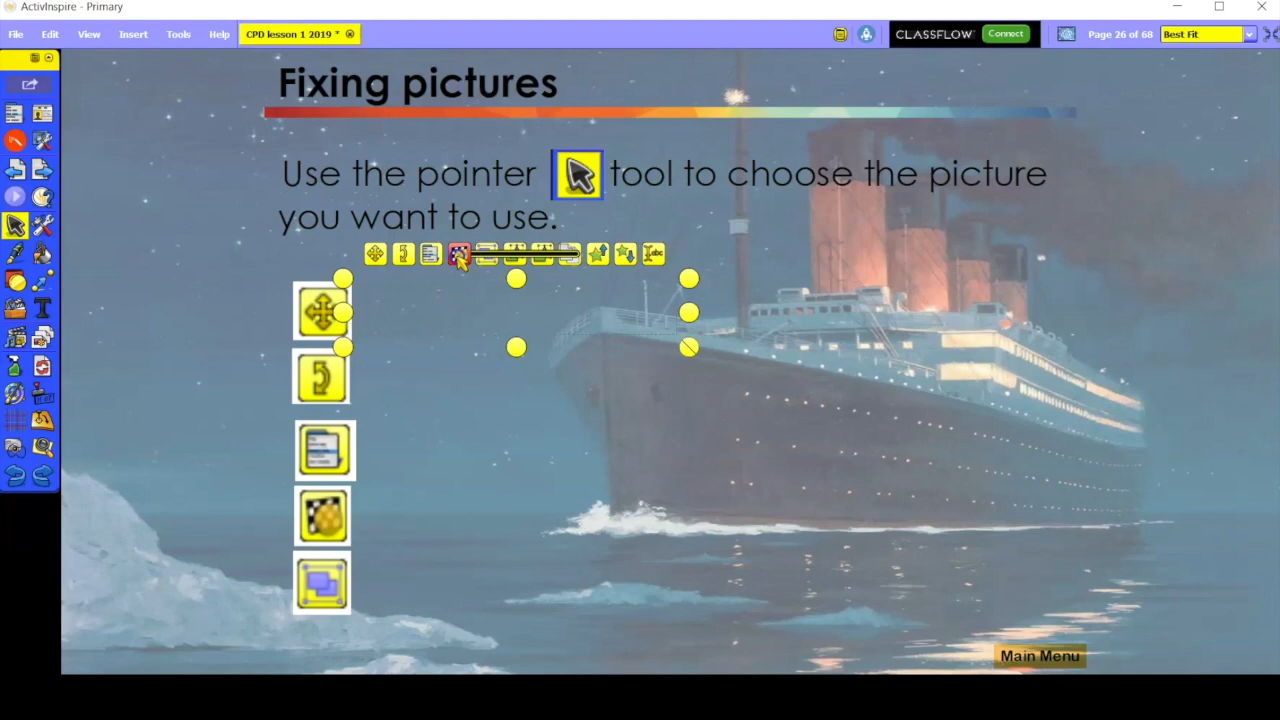 ActivInspire - Primary
File Edit View Insert Tools Help CPD lesson 1 2019 * CLASSFLOW Connect Page 26 of 68 Best Fit
Fixing pictures
Use the pointer tool to choose the picture
you want to use.
abc
Main Menu